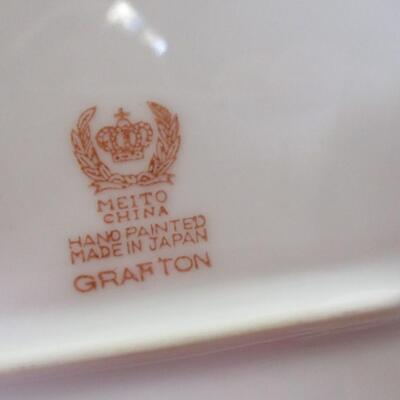 MEITO
CHINA
HAND PAINTED
MADE IN JAPAN
GRAFTON